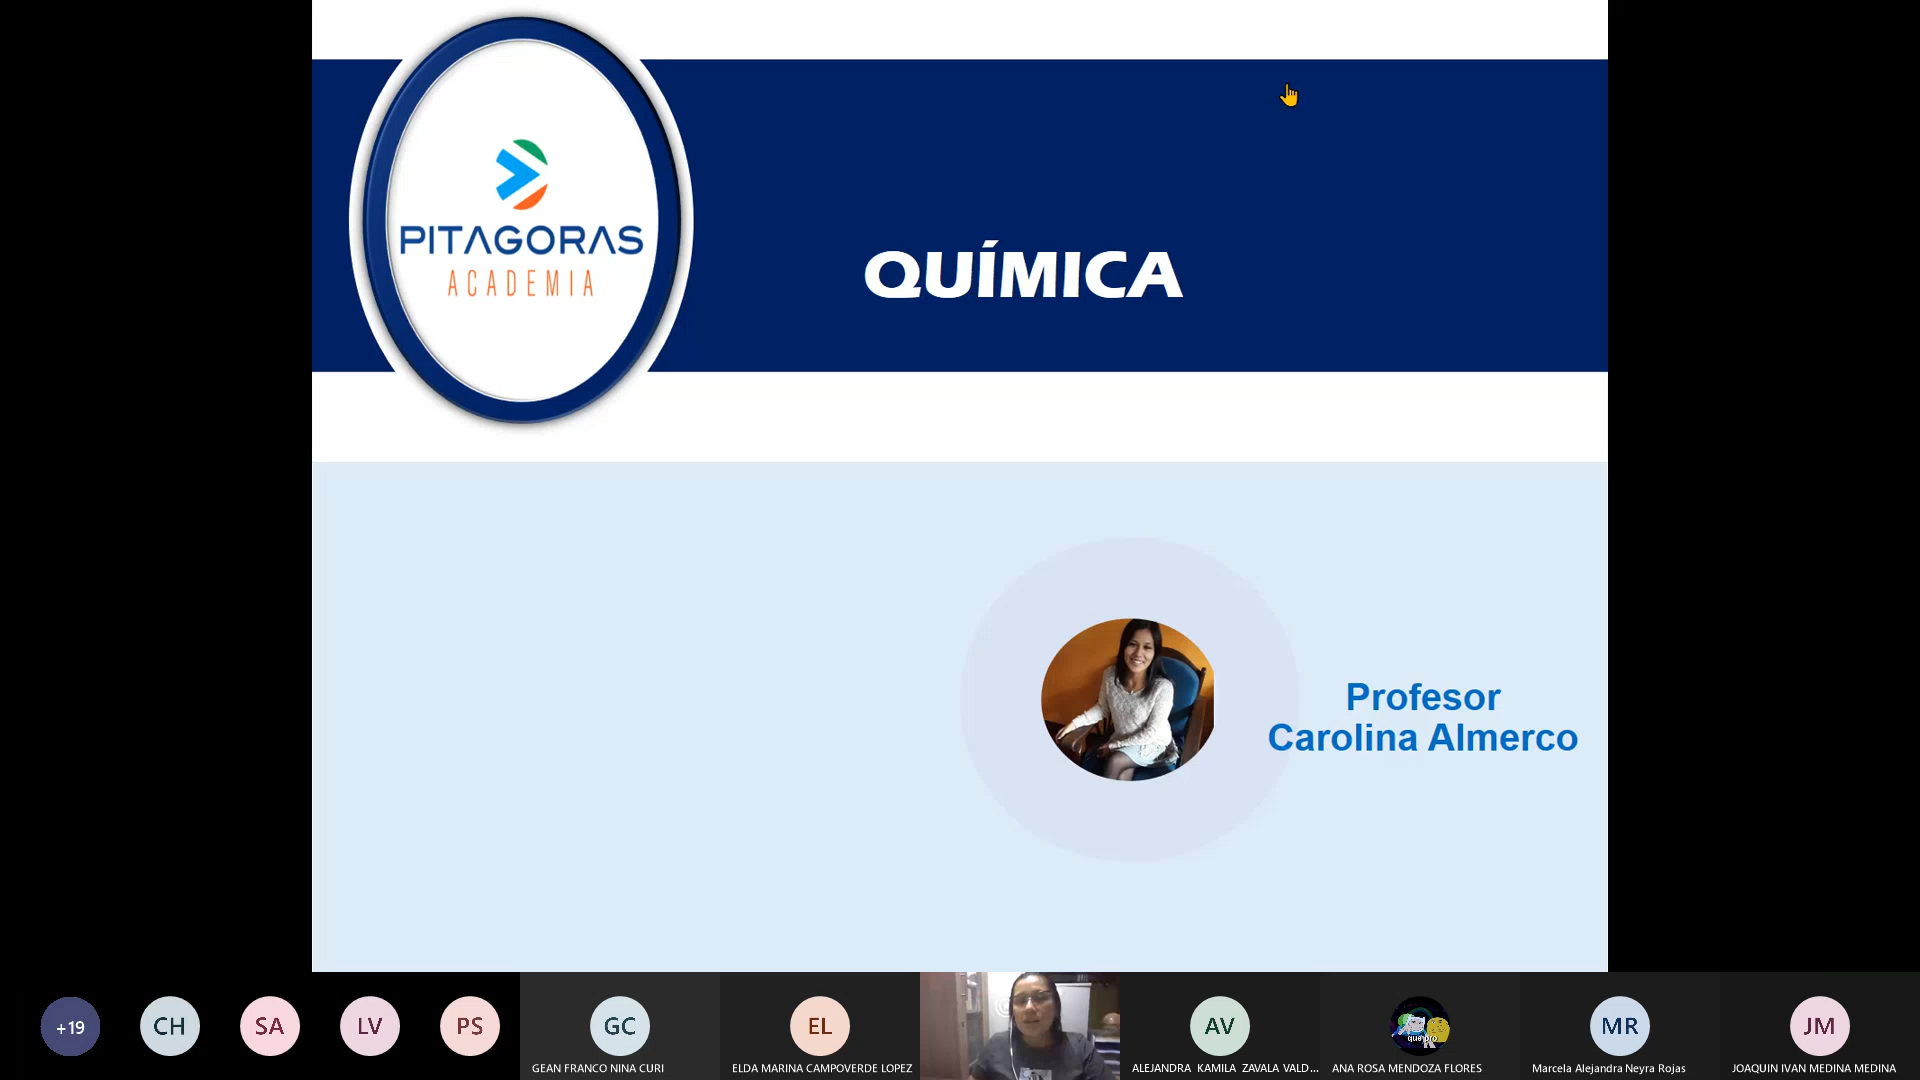 PITAGORAS
ACADEMIA
QUÍMICA
Profesor
Carolina Almerco
+19
CH
SA
LV
PS
GC
GEAN FRANCO NINA CURI
EL
ELDA MARINA CAMPOVERDE LOPEZ
AV
ALEJANDRA KAMILA ZAVALA VALD...
que pro
ANA ROSA MENDOZA FLORES
MR
Marcela Alejandra Neyra Rojas
JM
JOAQUIN IVAN MEDINA MEDINA